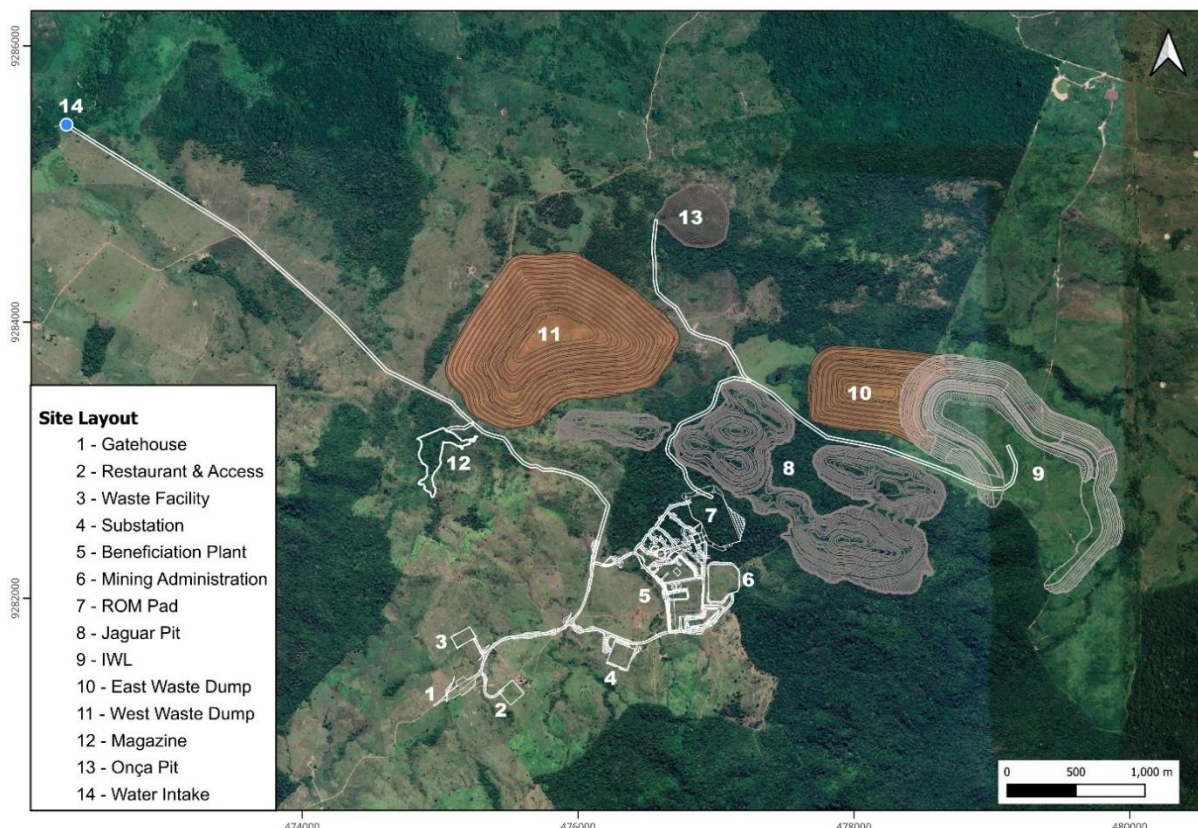 9286000
14
13
9284000
11
10
Site Layout
1 - Gatehouse
2 - Restaurant & Access
3 - Waste Facility
4 - Substation
5 - Beneficiation Plant
6 - Mining Administration
7 - ROM Pad
8 - Jaguar Pit
9 - IWL
10 - East Waste Dump
11 - West Waste Dump
12 - Magazine
13 - Onça Pit
14 - Water Intake
12
8
9
7
9282000
5
6
3
4
1
2
0 500 1,000 m
474000
476000
478000
480000